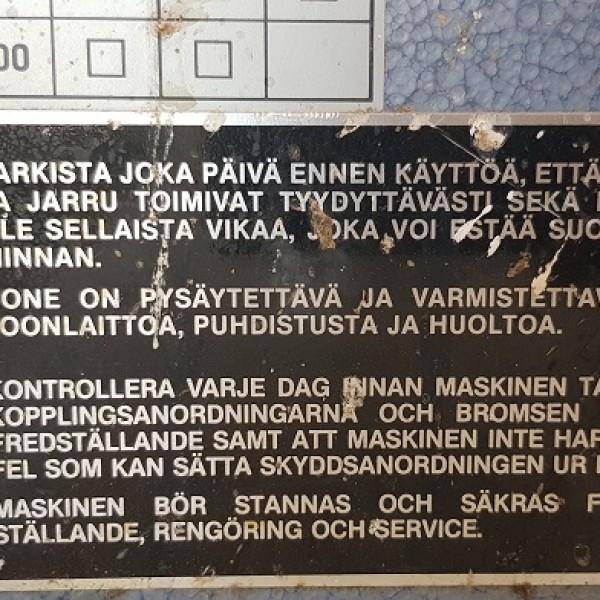 00
ARKISTA JOKA PÄIVÄ ENNEN KÄYTTÖÄ, ETTÄ
A JARRU TOIMIVAT TYYDYTTÄVÄSTI SEKÄ
LE SELLAISTA VIKAA, JOKA VOI ESTÄÄ SUO
MINNAN.
ONE ON PYSÄYTETTÄVÄ JA VARMISTETTAV
OONLAITTOA, PUHDISTUSTA JA HUOLTOA.
KONTROLLERA VARJE DAG INNAN MASKINEN TA
KOPPLINGSANORDNINGARNA OCH BROMSEN
FREDSTÄLLANDE SAMT ATT MASKINEN INTE HAR
FEL SOM KAN SÄTTA SKYDDSANORDNINGEN UR
MASKINEN BÖR STANNAS OCH SÄKRAS F
STÄLLANDE, RENGÖRING OCH SERVICE.